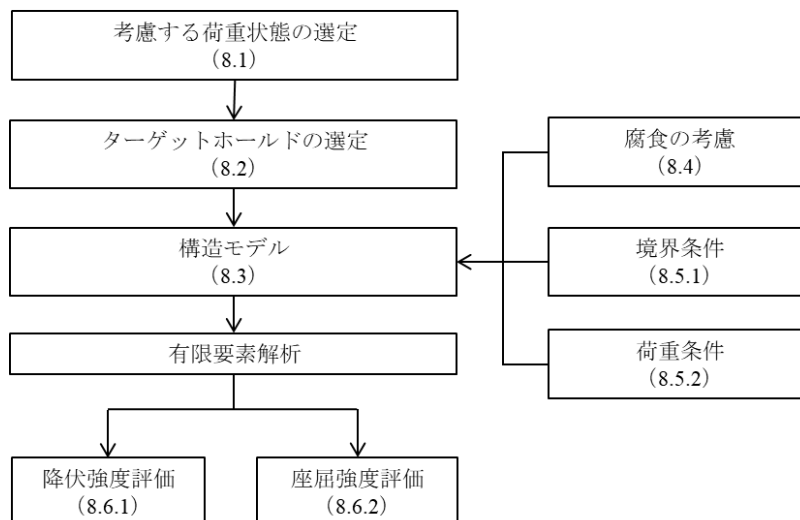 考慮する荷重状態の選定
(8.1)
ターゲットホールドの選定
(8.2)
構造モデル
(8.3)
有限要素解析
降伏強度評価
(8.6.1)
座屈強度評価
(8.6.2)
腐食の考慮
(8.4)
境界条件
(8.5.1)
荷重条件
(8.5.2)